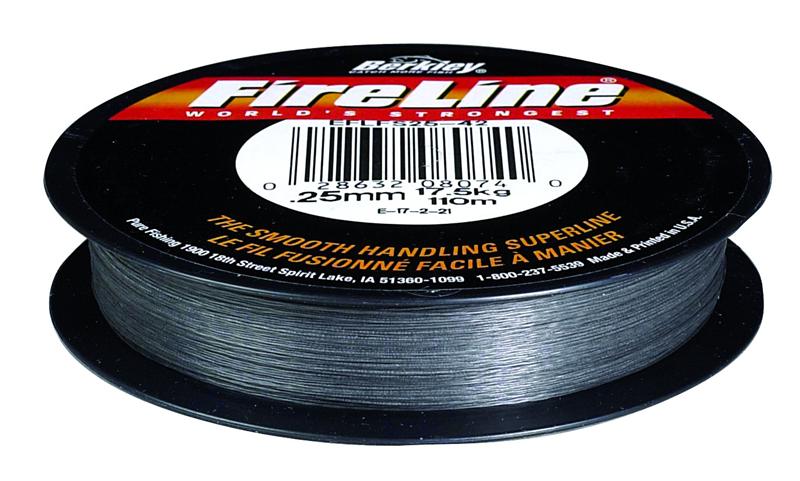 Berkley®
CATCH MORE FISH
FireLine®
WORLD'S STRONGEST
EFLFS25-42
0 28632 08074 0
.25mm 17.5kg
110m
E-17-2-21
THE SMOOTH HANDLING SUPERLINE
LE FIL FUSIONNÉ FACILE À MANIER
Pure Fishing 1900 18th Street Spirit Lake, IA 51360-1099 1-800-237-5539 Made & Printed in U.S.A.